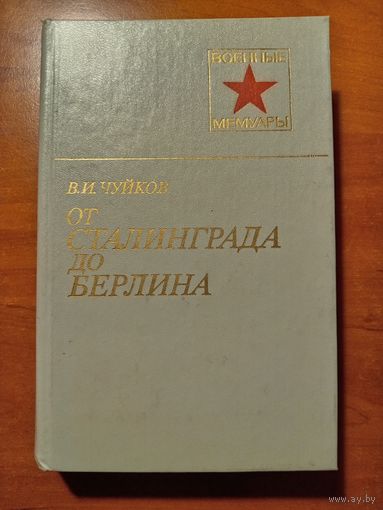 ВОЕННЫЕ
МЕМУАРЫ
В.И. ЧУЙКОВ
ОТ
СТАЛИНГРАДА
ДО
БЕРЛИНА
www.ay.by